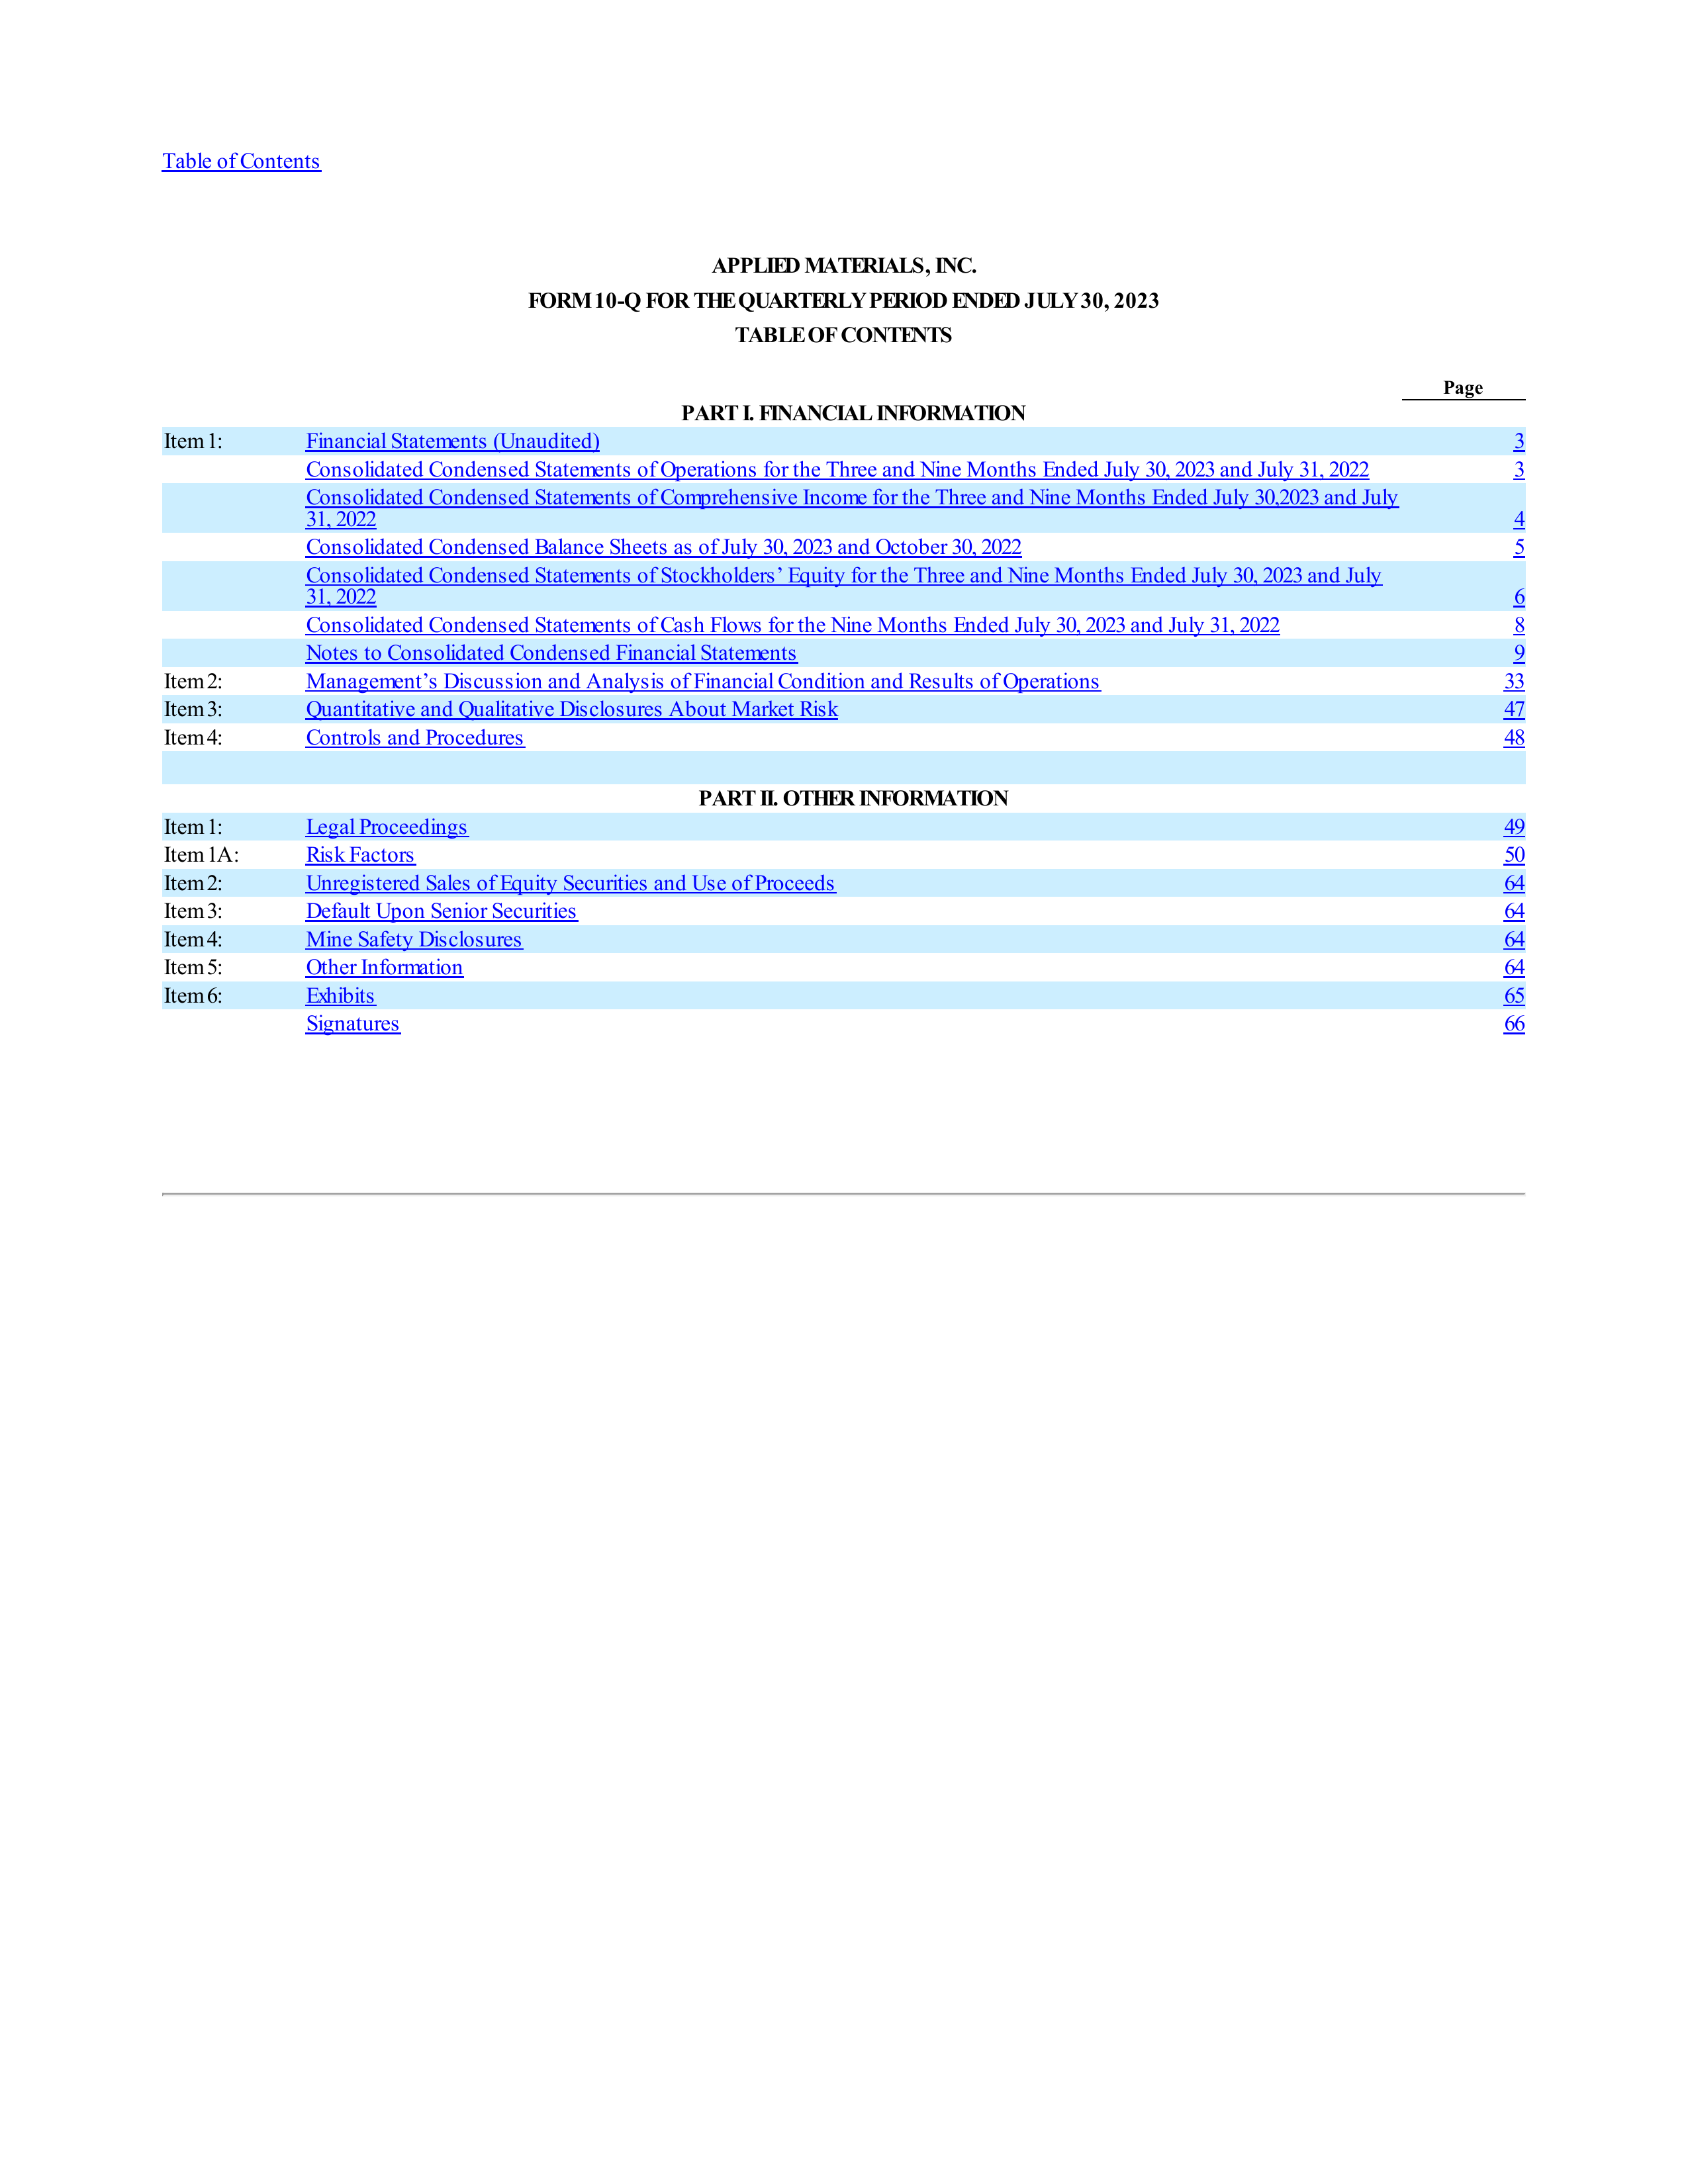 Table of Contents
APPLIED MATERIALS, INC.
FORM 10-Q FOR THE QUARTERLY PERIOD ENDED JULY 30, 2023
TABLE OF CONTENTS
Page
PART I. FINANCIAL INFORMATION
Item 1: Financial Statements (Unaudited) 3
Consolidated Condensed Statements of Operations for the Three and Nine Months Ended July 30, 2023 and July 31, 2022 3
Consolidated Condensed Statements of Comprehensive Income for the Three and Nine Months Ended July 30,2023 and July
31, 2022 4
Consolidated Condensed Balance Sheets as of July 30, 2023 and October 30, 2022 5
Consolidated Condensed Statements of Stockholders’ Equity for the Three and Nine Months Ended July 30, 2023 and July
31, 2022 6
Consolidated Condensed Statements of Cash Flows for the Nine Months Ended July 30, 2023 and July 31, 2022 8
Notes to Consolidated Condensed Financial Statements 9
Item 2: Management’s Discussion and Analysis of Financial Condition and Results of Operations 33
Item 3: Quantitative and Qualitative Disclosures About Market Risk 47
Item 4: Controls and Procedures 48
PART II. OTHER INFORMATION
Item 1: Legal Proceedings 49
Item 1A: Risk Factors 50
Item 2: Unregistered Sales of Equity Securities and Use of Proceeds 64
Item 3: Default Upon Senior Securities 64
Item 4: Mine Safety Disclosures 64
Item 5: Other Information 64
Item 6: Exhibits 65
Signatures 66